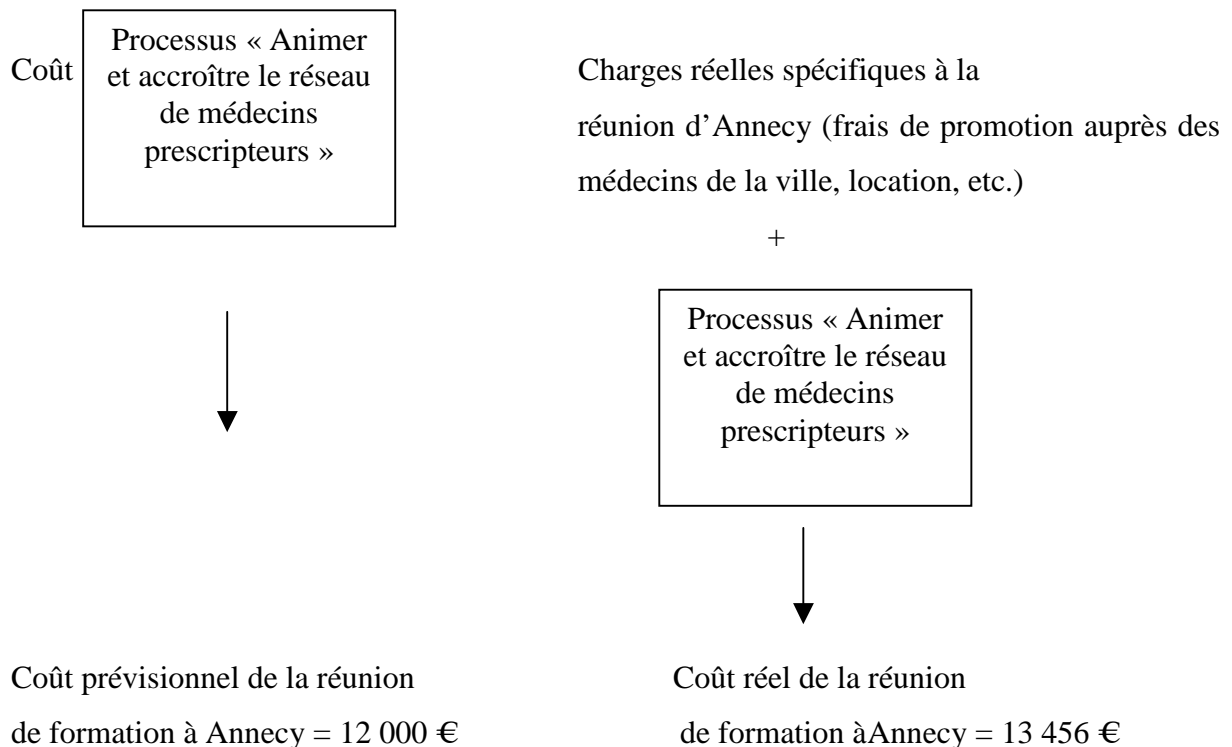 Coût
Processus « Animer
et accroître le réseau
de médecins
prescripteurs »
Charges réelles spécifiques à la
réunion d’Annecy (frais de promotion auprès des
médecins de la ville, location, etc.)
+
Processus « Animer
et accroître le réseau
de médecins
prescripteurs »
Coût prévisionnel de la réunion
de formation à Annecy = 12 000 €
Coût réel de la réunion
de formation àAnnecy = 13 456 €